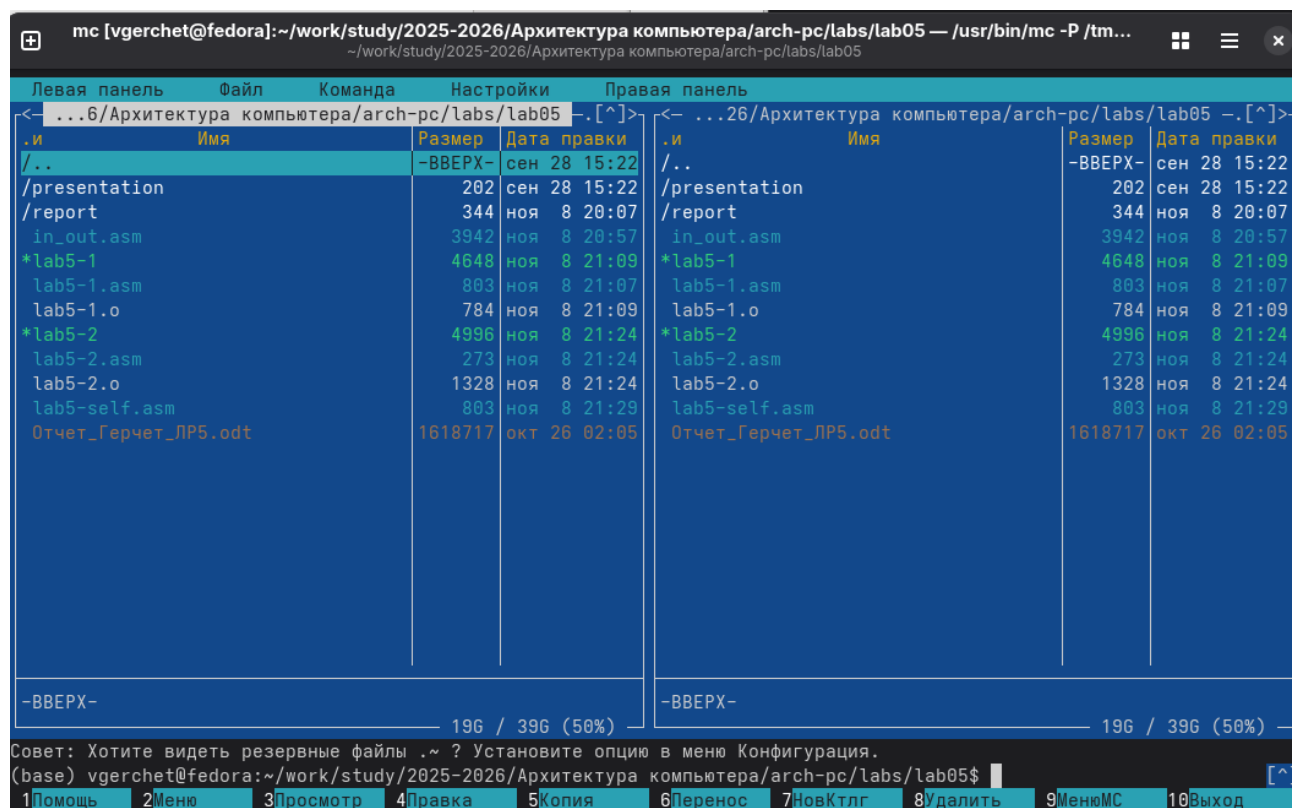 mc [vgerchet@fedora]:~/work/study/2025-2026/Архитектура компьютера/arch-pc/labs/lab05 — /usr/bin/mc -P /tm...
~/work/study/2025-2026/Архитектура компьютера/arch-pc/labs/lab05
Левая панель Файл Команда Настройки Правая панель
<— ...6/Архитектура компьютера/arch-pc/labs/lab05 —.[^]> <— ...26/Архитектура компьютера/arch-pc/labs/lab05 —.[^]>
.и Имя Размер Дата правки .и Имя Размер Дата правки
/.. -ВВЕРХ- сен 28 15:22 /.. -ВВЕРХ- сен 28 15:22
/presentation 202 сен 28 15:22 /presentation 202 сен 28 15:22
/report 344 ноя 8 20:07 /report 344 ноя 8 20:07
in_out.asm 3942 ноя 8 20:57 in_out.asm 3942 ноя 8 20:57
*lab5-1 4648 ноя 8 21:09 *lab5-1 4648 ноя 8 21:09
lab5-1.asm 803 ноя 8 21:07 lab5-1.asm 803 ноя 8 21:07
lab5-1.o 784 ноя 8 21:09 lab5-1.o 784 ноя 8 21:09
*lab5-2 4996 ноя 8 21:24 *lab5-2 4996 ноя 8 21:24
lab5-2.asm 273 ноя 8 21:24 lab5-2.asm 273 ноя 8 21:24
lab5-2.o 1328 ноя 8 21:24 lab5-2.o 1328 ноя 8 21:24
lab5-self.asm 803 ноя 8 21:29 lab5-self.asm 803 ноя 8 21:29
Отчет_Герчет_ЛР5.odt 1618717 окт 26 02:05 Отчет_Герчет_ЛР5.odt 1618717 окт 26 02:05
-ВВЕРХ- -ВВЕРХ-
19G / 39G (50%) 19G / 39G (50%)
Совет: Хотите видеть резервные файлы .~ ? Установите опцию в меню Конфигурация.
(base) vgerchet@fedora:~/work/study/2025-2026/Архитектура компьютера/arch-pc/labs/lab05$ [^]
1Помощь 2Меню 3Просмотр 4Правка 5Копия 6Перенос 7НовКтлг 8Удалить 9МенюМС 10Выход